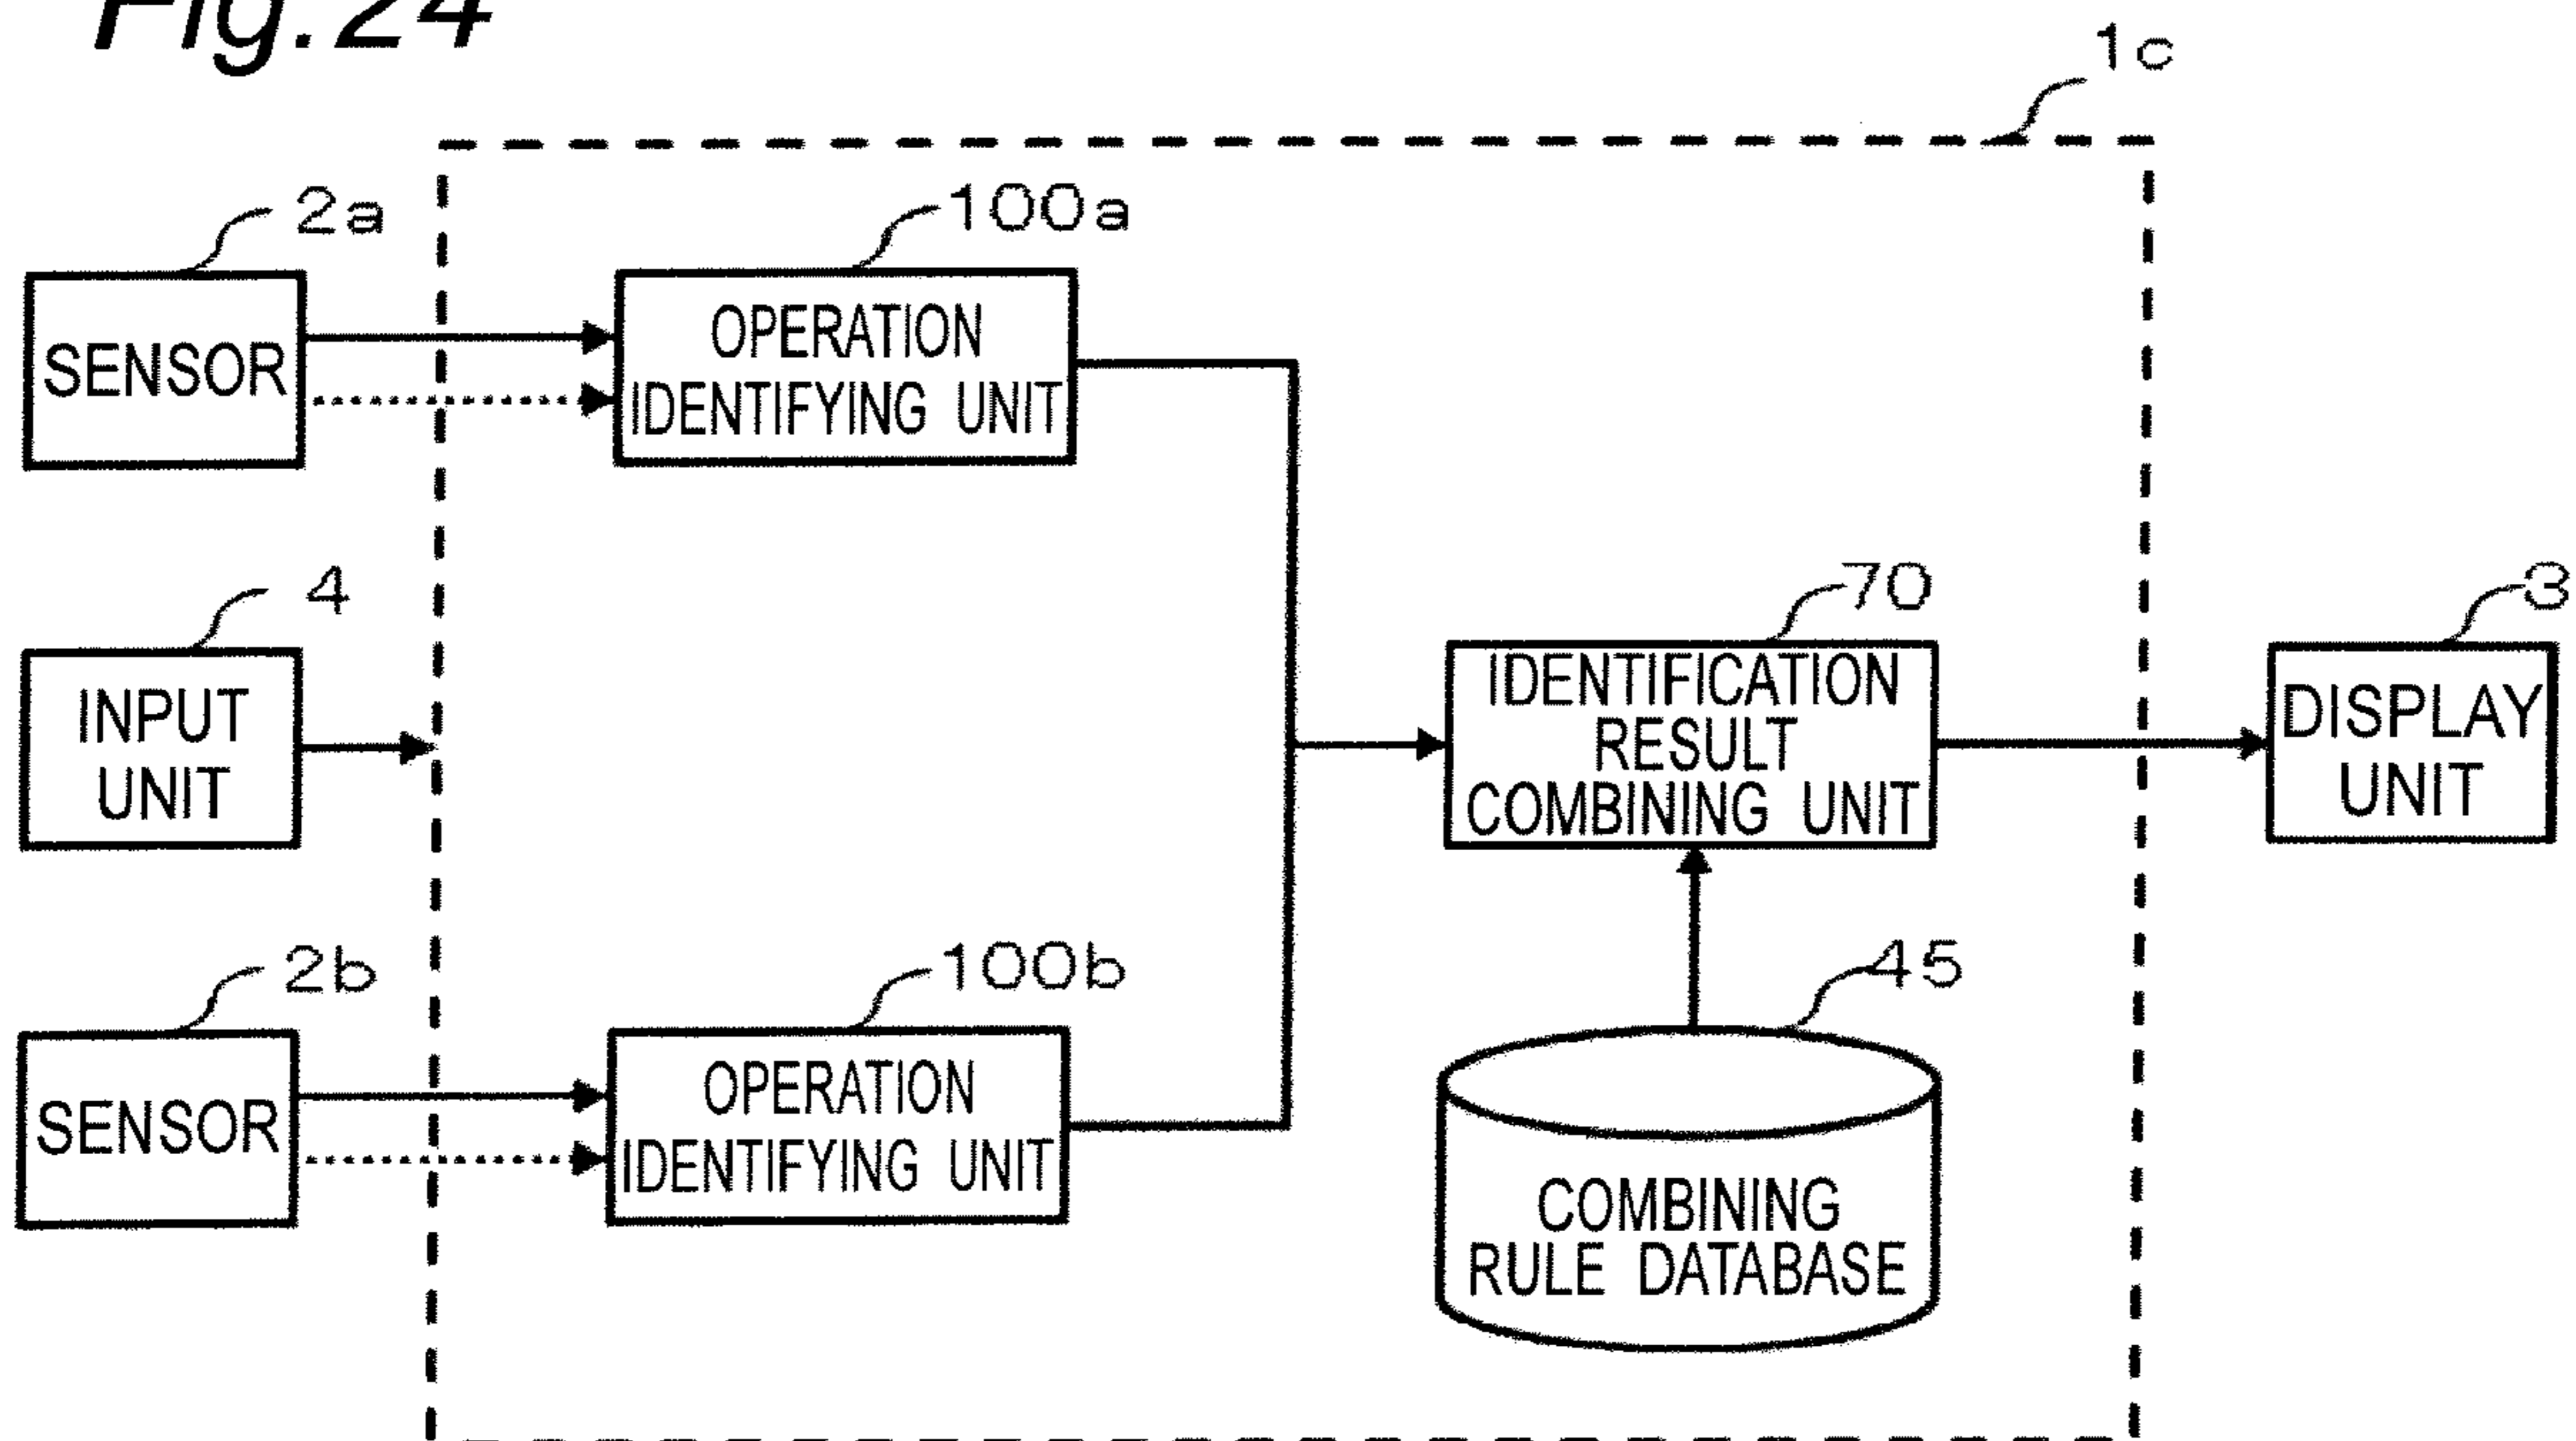 Fig.24
1c
2a
100a
SENSOR
OPERATION
IDENTIFYING UNIT
4
INPUT
UNIT
70
IDENTIFICATION
RESULT
COMBINING UNIT
3
DISPLAY
UNIT
2b
100b
SENSOR
OPERATION
IDENTIFYING UNIT
45
COMBINING
RULE DATABASE